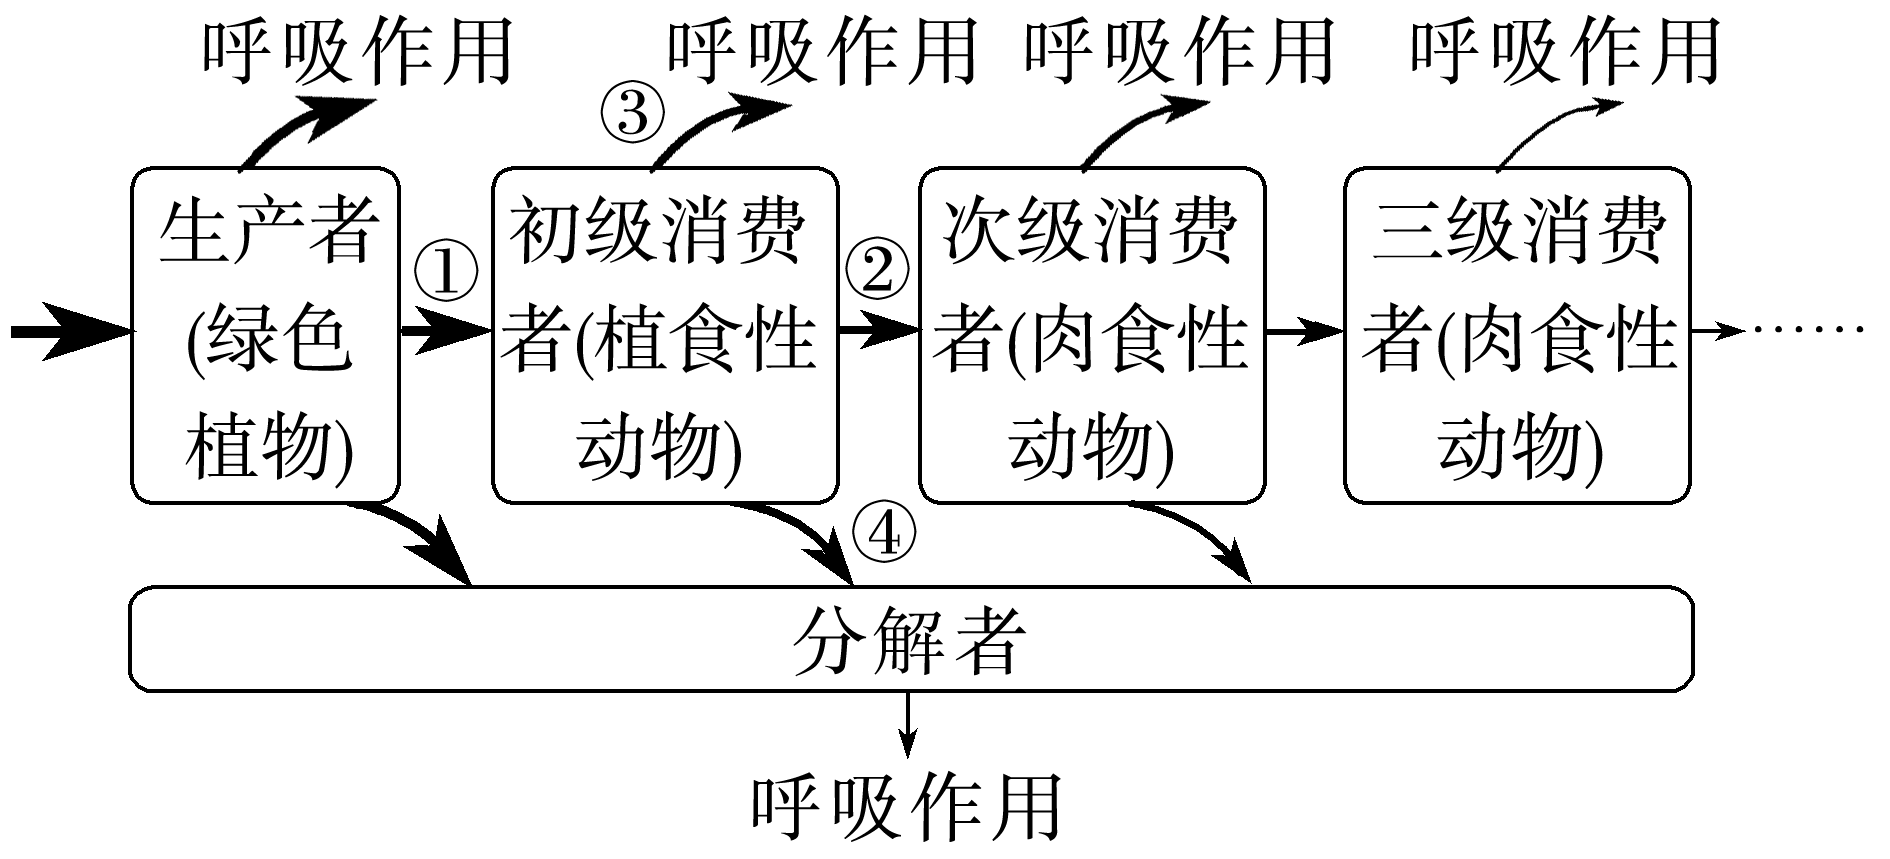 呼吸作用
呼吸作用
呼吸作用
呼吸作用
③
生产者
(绿色
植物)
①
初级消费
者(植食性
动物)
②
次级消费
者(肉食性
动物)
三级消费
者(肉食性
动物)
……
④
分解者
呼吸作用